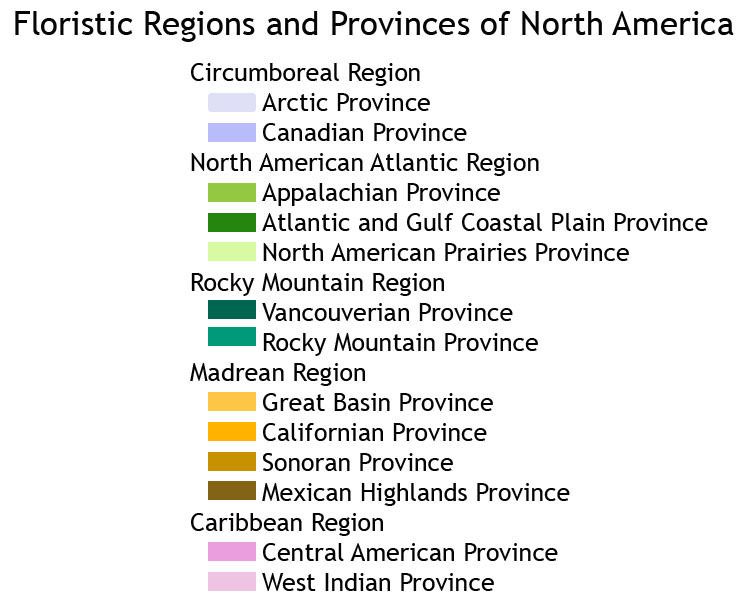 Floristic Regions and Provinces of North America
Circumboreal Region
Arctic Province
Canadian Province
North American Atlantic Region
Appalachian Province
Atlantic and Gulf Coastal Plain Province
North American Prairies Province
Rocky Mountain Region
Vancouverian Province
Rocky Mountain Province
Madrean Region
Great Basin Province
Californian Province
Sonoran Province
Mexican Highlands Province
Caribbean Region
Central American Province
West Indian Province